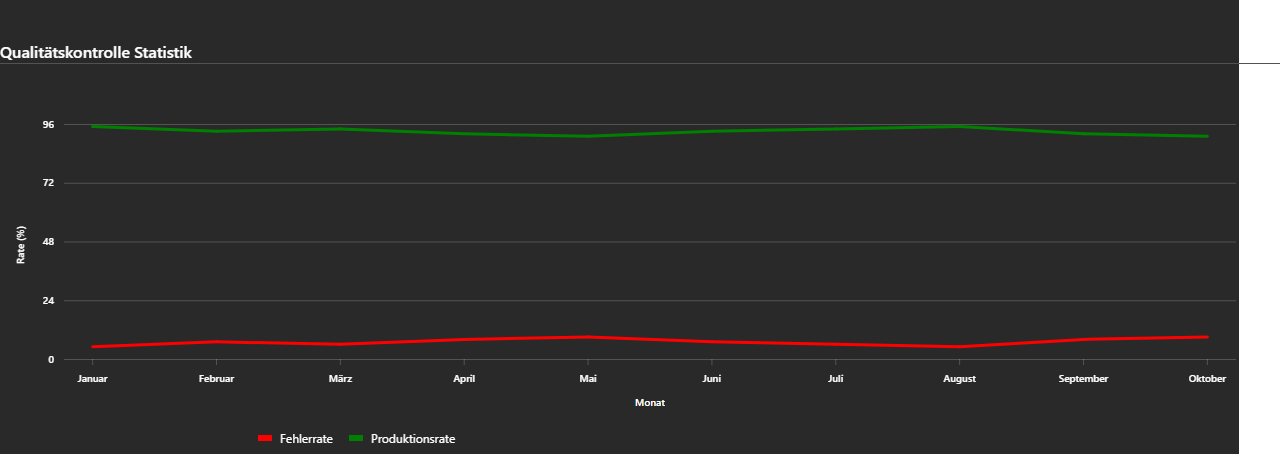 Qualitätskontrolle Statistik
96
72
48
24
0
Rate (%)
Januar Februar März April Mai Juni Juli August September Oktober
Monat
Fehlerrate Produktionsrate